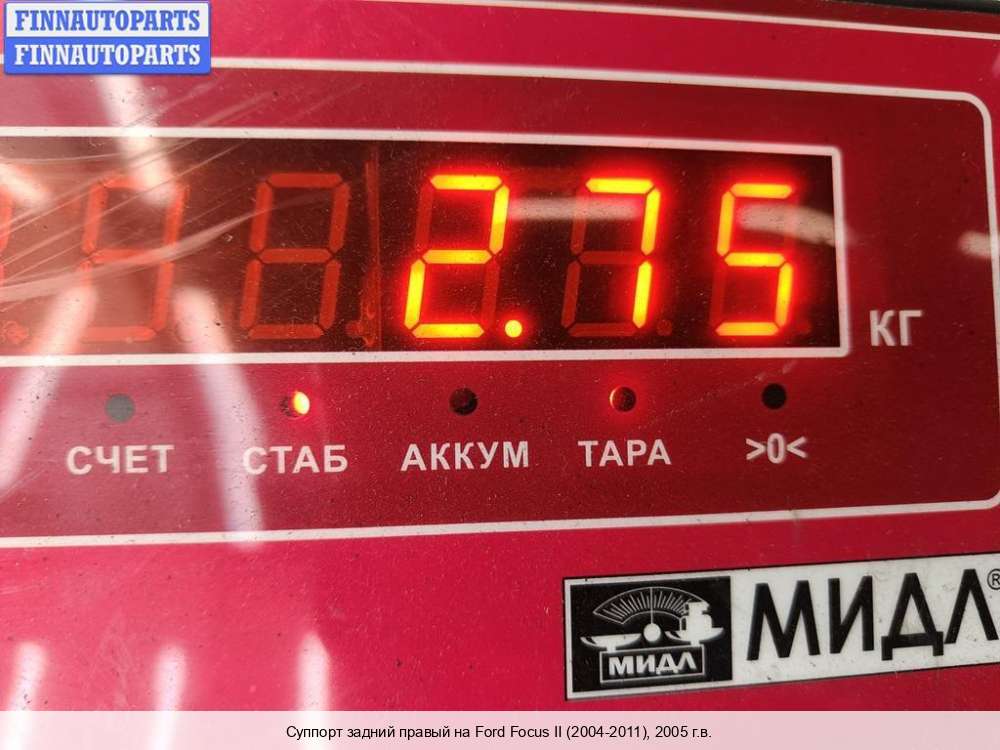 FINNAUTOPARTS
FINNAUTOPARTS
2.75
КГ
СЧЕТ СТАБ АККУМ ТАРА >0<
МИДЛ МИДЛ®
Суппорт задний правый на Ford Focus II (2004-2011), 2005 г.в.